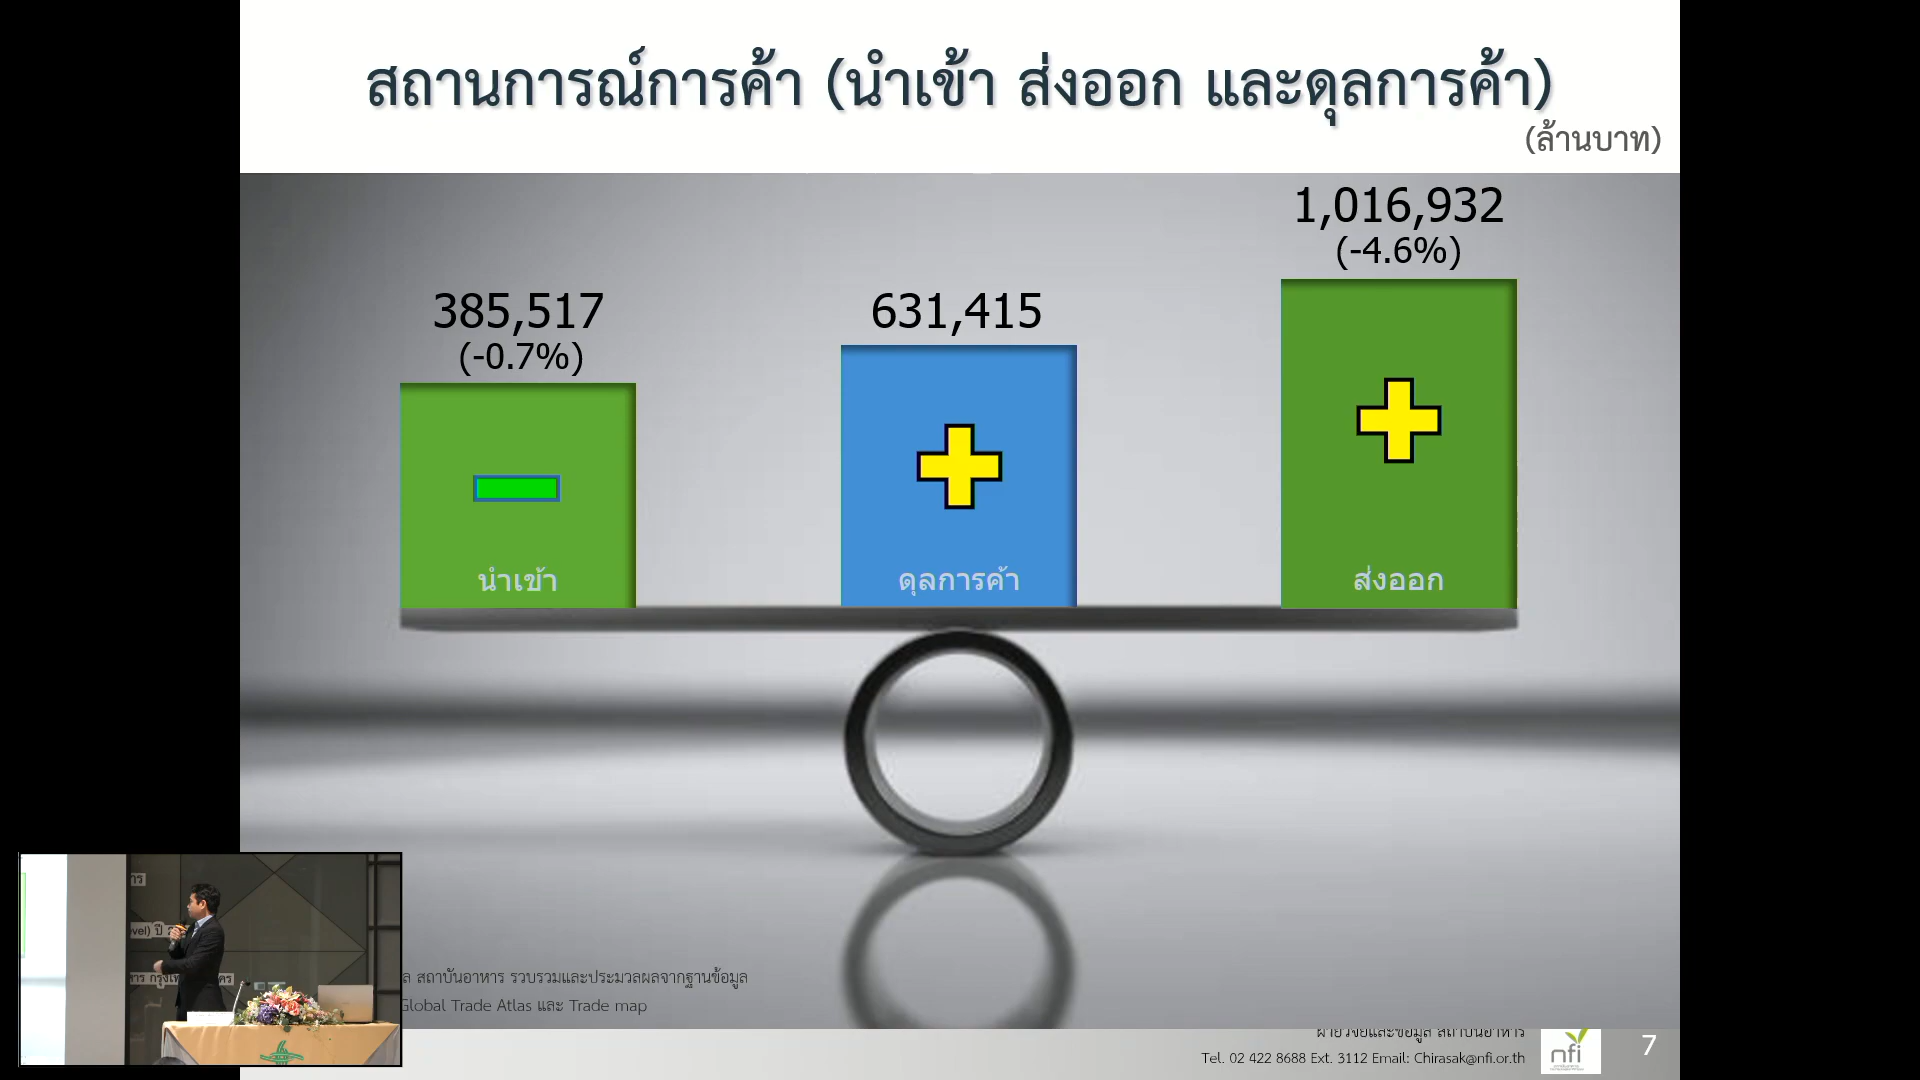 สถานการณ์การค้า (นำเข้า ส่งออก และดุลการค้า)
(ล้านบาท)
1,016,932
(-4.6%)
385,517
(-0.7%)
631,415
นำเข้า
ดุลการค้า
ส่งออก
สถาบันอาหาร รวบรวมและประมวลผลจากฐานข้อมูล
Global Trade Atlas และ Trade map
ฝ่ายวิจัยและข้อมูล สถาบันอาหาร
Tel. 02 422 8688 Ext. 3112 Email: Chirasak@nfi.or.th
nfi
7